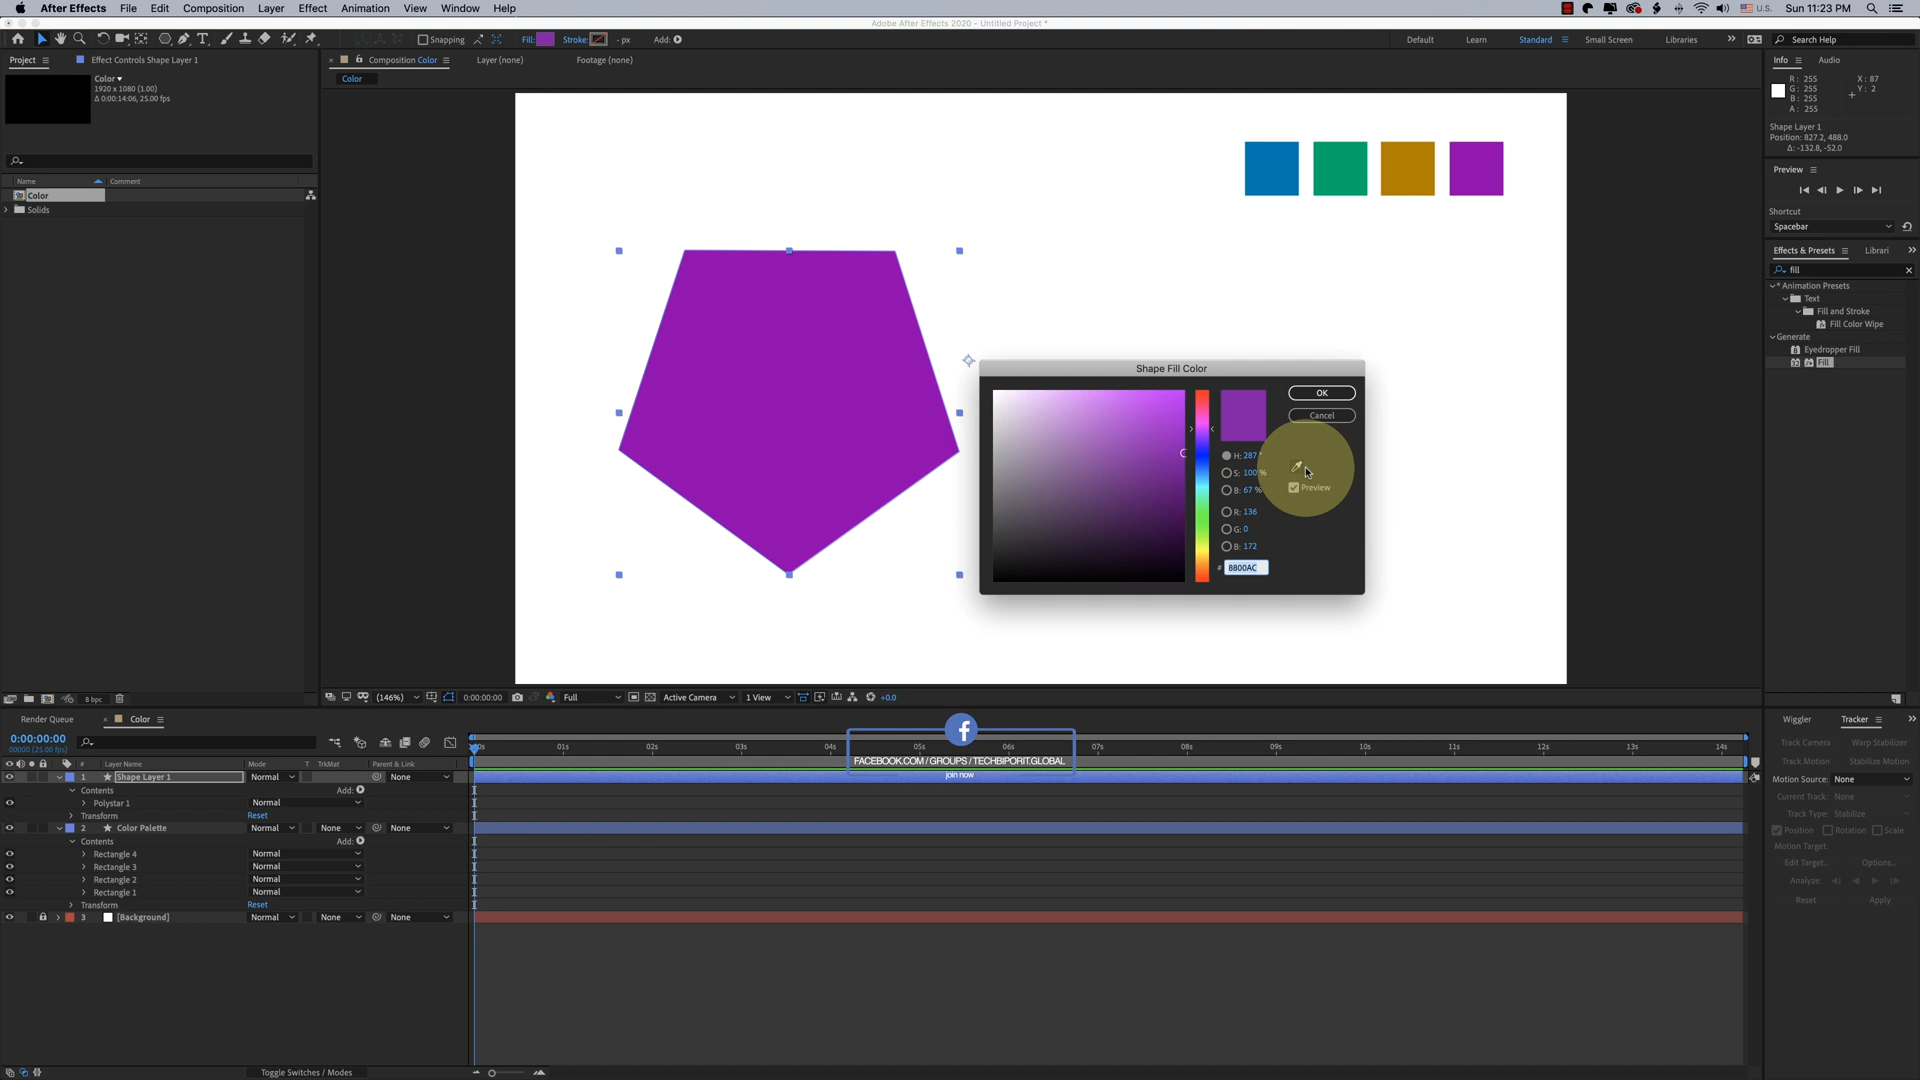 After Effects File Edit Composition Layer Effect Animation View Window Help U.S. Sun 11:23 PM
Adobe After Effects 2020 - Untitled Project *
Snapping Fill: Stroke: - px Add: Default Learn Standard Small Screen Libraries Search Help
Project Effect Controls Shape Layer 1 Composition Color Layer (none) Footage (none) Info Audio
Color
1920 x 1080 (1.00)
Δ 0:00:14:06, 25.00 fps
Color
R: 255 X: 87
G: 255 Y: 2
B: 255
A: 255
Shape Layer 1
Position: 827.2, 488.0
Δ: -132.8, -52.0
Preview
Name Comment
Color
Solids
Shortcut
Spacebar
Effects & Presets Librari
fill
* Animation Presets
Text
Fill and Stroke
Fill Color Wipe
Generate
Eyedropper Fill
Fill
Shape Fill Color
OK
Cancel
H: 287 °
S: 100 %
B: 67 %
Preview
R: 136
G: 0
B: 172
# 8800AC
8 bpc (146%) 0:00:00:00 Full Active Camera 1 View +0.0
Render Queue Color
0:00:00:00
00000 (25.00 fps)
01s 02s 03s 04s 05s 06s 07s 08s 09s 10s 11s 12s 13s 14s
FACEBOOK.COM / GROUPS / TECHBIPORIT.GLOBAL
join now
# Layer Name Mode T TrkMat Parent & Link
1 Shape Layer 1 Normal None
Contents Add:
Polystar 1 Normal
Transform Reset
2 Color Palette Normal None None
Contents Add:
Rectangle 4 Normal
Rectangle 3 Normal
Rectangle 2 Normal
Rectangle 1 Normal
Transform Reset
3 [Background] Normal None None
Toggle Switches / Modes
Wiggler Tracker
Track Camera Warp Stabilizer
Track Motion Stabilize Motion
Motion Source: None
Current Track: None
Track Type: Stabilize
Position Rotation Scale
Motion Target:
Edit Target... Options...
Analyze:
Reset Apply